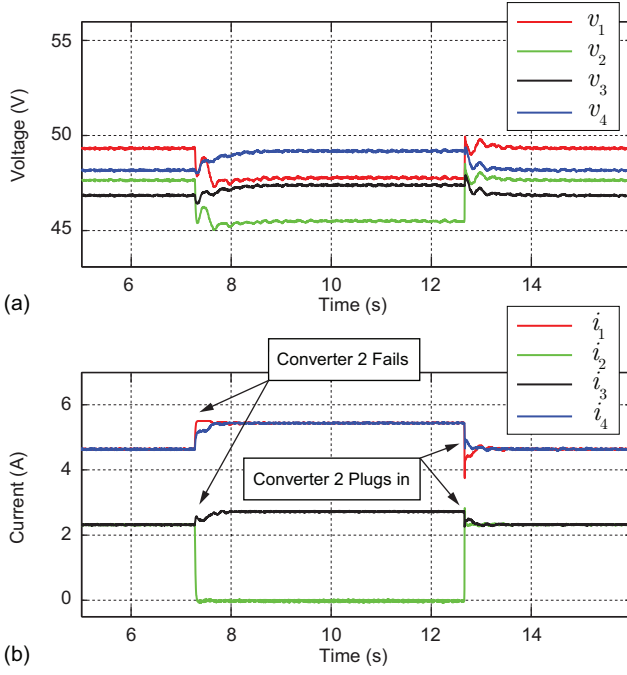 56
50
45
Voltage (V)
v1
v2
v3
v4
6 8 10 12 14
Time (s)
(a)
i1
i2
i3
i4
Converter 2 Fails
Converter 2 Plugs in
6
4
2
0
Current (A)
6 8 10 12 14
Time (s)
(b)